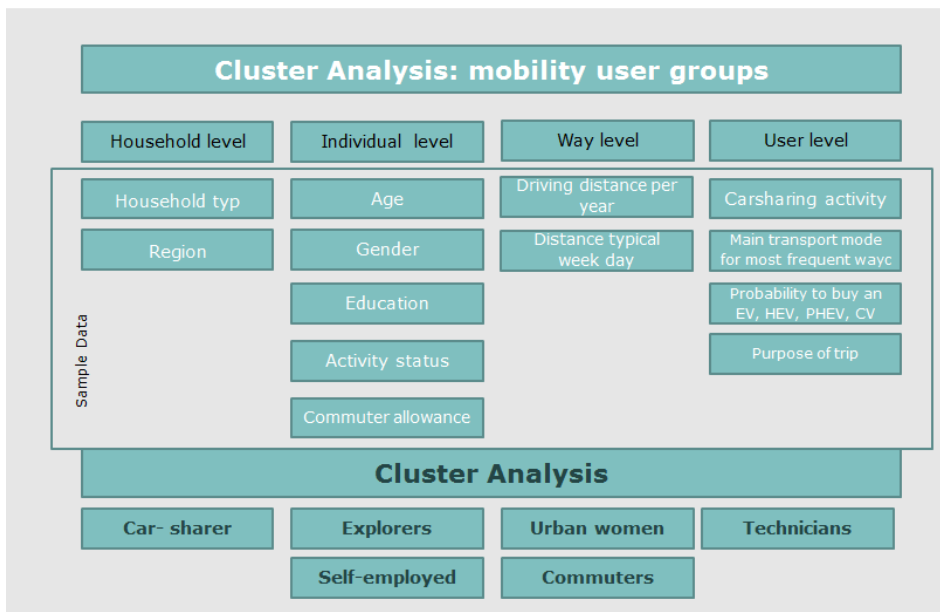 Cluster Analysis: mobility user groups
Household level
Individual level
Way level
User level
Sample Data
Household typ
Region
Age
Gender
Education
Activity status
Commuter allowance
Driving distance per
year
Distance typical
week day
Carsharing activity
Main transport mode
for most frequent wayc
Probability to buy an
EV, HEV, PHEV, CV
Purpose of trip
Cluster Analysis
Car- sharer
Explorers
Urban women
Technicians
Self-employed
Commuters